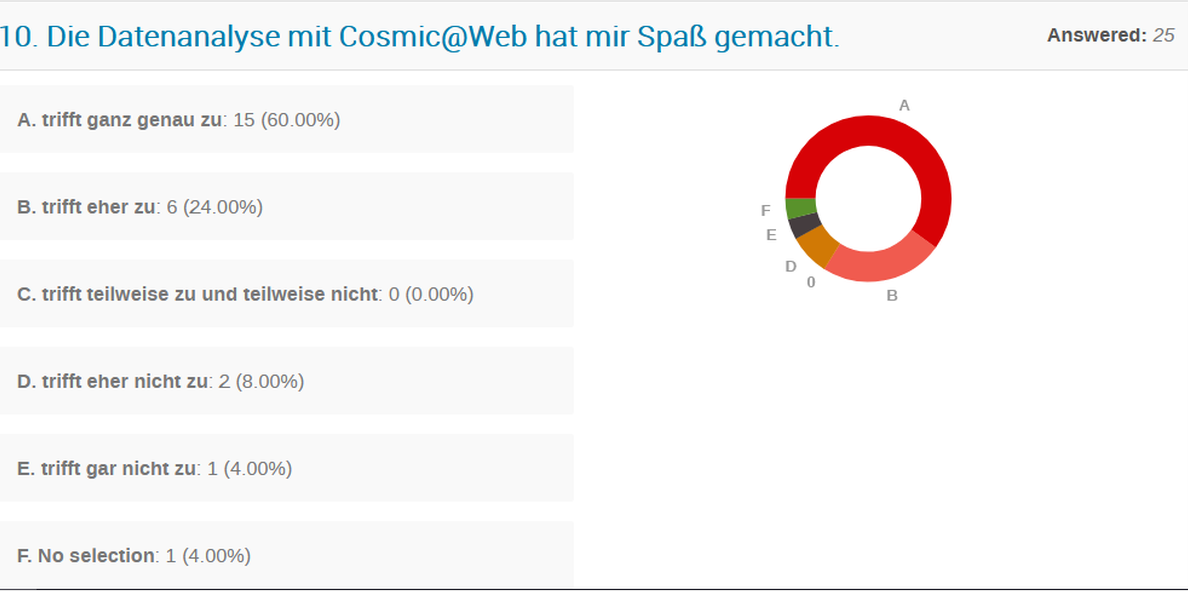 10. Die Datenanalyse mit Cosmic@Web hat mir Spaß gemacht.
Answered: 25
A. trifft ganz genau zu: 15 (60.00%)
B. trifft eher zu: 6 (24.00%)
C. trifft teilweise zu und teilweise nicht: 0 (0.00%)
D. trifft eher nicht zu: 2 (8.00%)
E. trifft gar nicht zu: 1 (4.00%)
F. No selection: 1 (4.00%)
A
F
E
D
0
B